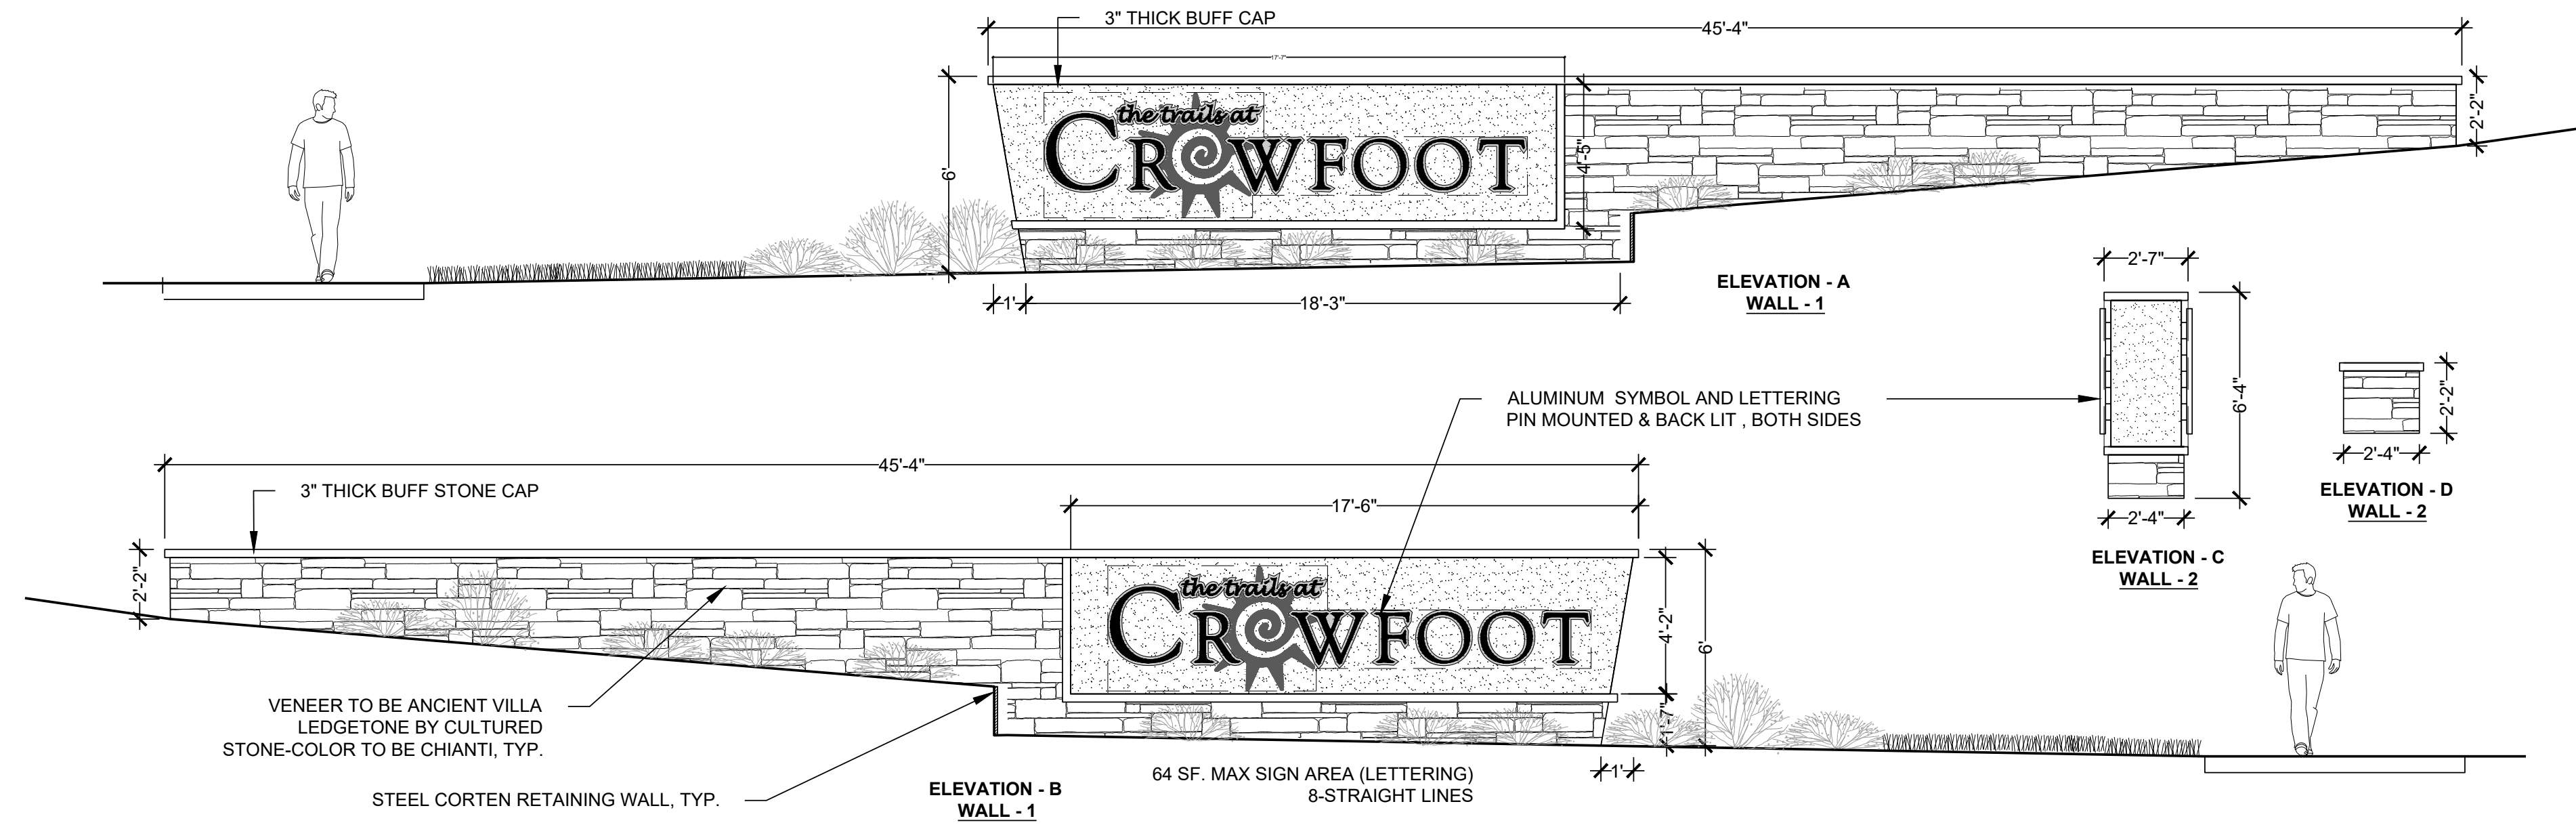 3" THICK BUFF CAP
45'-4"
17'-7"
6'
the trails at
CROWFOOT
4'-5"
2'-2"
1'
18'-3"
ELEVATION - A
WALL - 1
2'-7"
6'-4"
2'-4"
ELEVATION - C
WALL - 2
2'-2"
2'-4"
ELEVATION - D
WALL - 2
ALUMINUM SYMBOL AND LETTERING
PIN MOUNTED & BACK LIT , BOTH SIDES
45'-4"
3" THICK BUFF STONE CAP
17'-6"
2'-2"
the trails at
CROWFOOT
4'-2"
6'
1'-7"
1'
VENEER TO BE ANCIENT VILLA
LEDGETONE BY CULTURED
STONE-COLOR TO BE CHIANTI, TYP.
STEEL CORTEN RETAINING WALL, TYP.
ELEVATION - B
WALL - 1
64 SF. MAX SIGN AREA (LETTERING)
8-STRAIGHT LINES